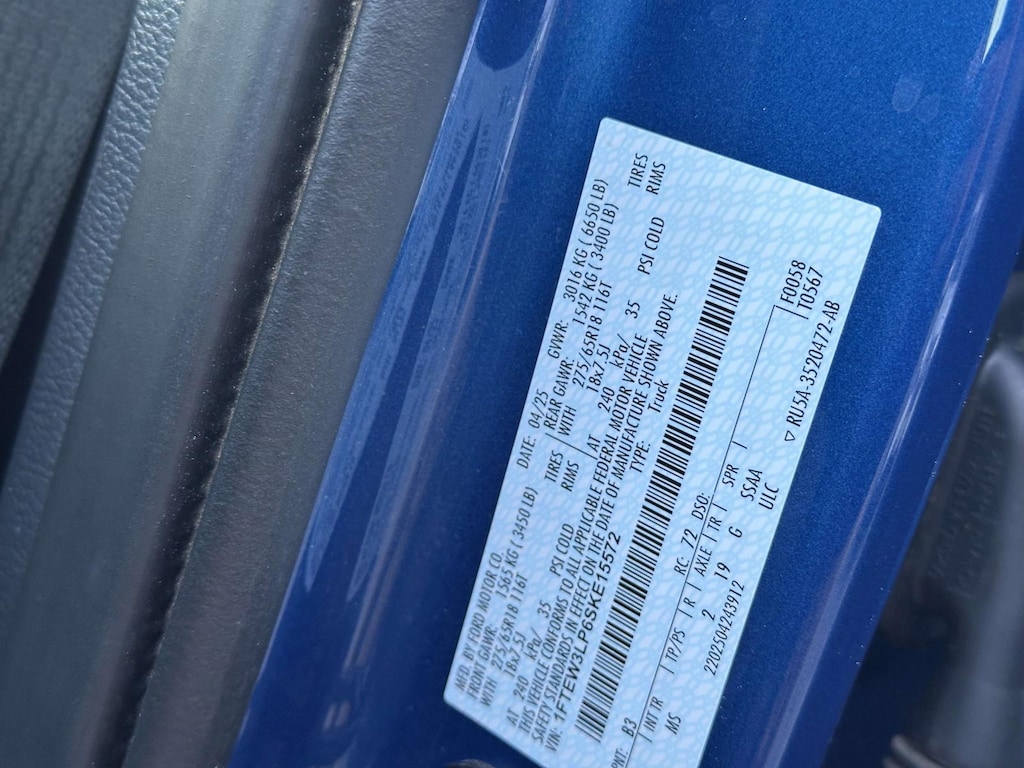 MFD. BY FORD MOTOR CO.
DATE: 04/25 GVWR: 3016 KG ( 6650 LB)
FRONT GAWR: 1565 KG ( 3450 LB)
REAR GAWR: 1542 KG ( 3400 LB)
WITH 275/65R18 116T TIRES
WITH 275/65R18 116T TIRES
18x7.5J RIMS
18x7.5J RIMS
AT 240 kPa/ 35 PSI COLD
AT 240 kPa/ 35 PSI COLD
THIS VEHICLE CONFORMS TO ALL APPLICABLE FEDERAL MOTOR VEHICLE
SAFETY STANDARDS IN EFFECT ON THE DATE OF MANUFACTURE SHOWN ABOVE.
VIN: 1FTEW3LP6SKE15572
TYPE: Truck
PNT: B3
RC: 72 DSO:
F0058
INT TR TP/PS R AXLE TR SPR
T0567
MS 2 19 G SSAA
2202504243912 ULC
▽ RU5A-3520472-AB